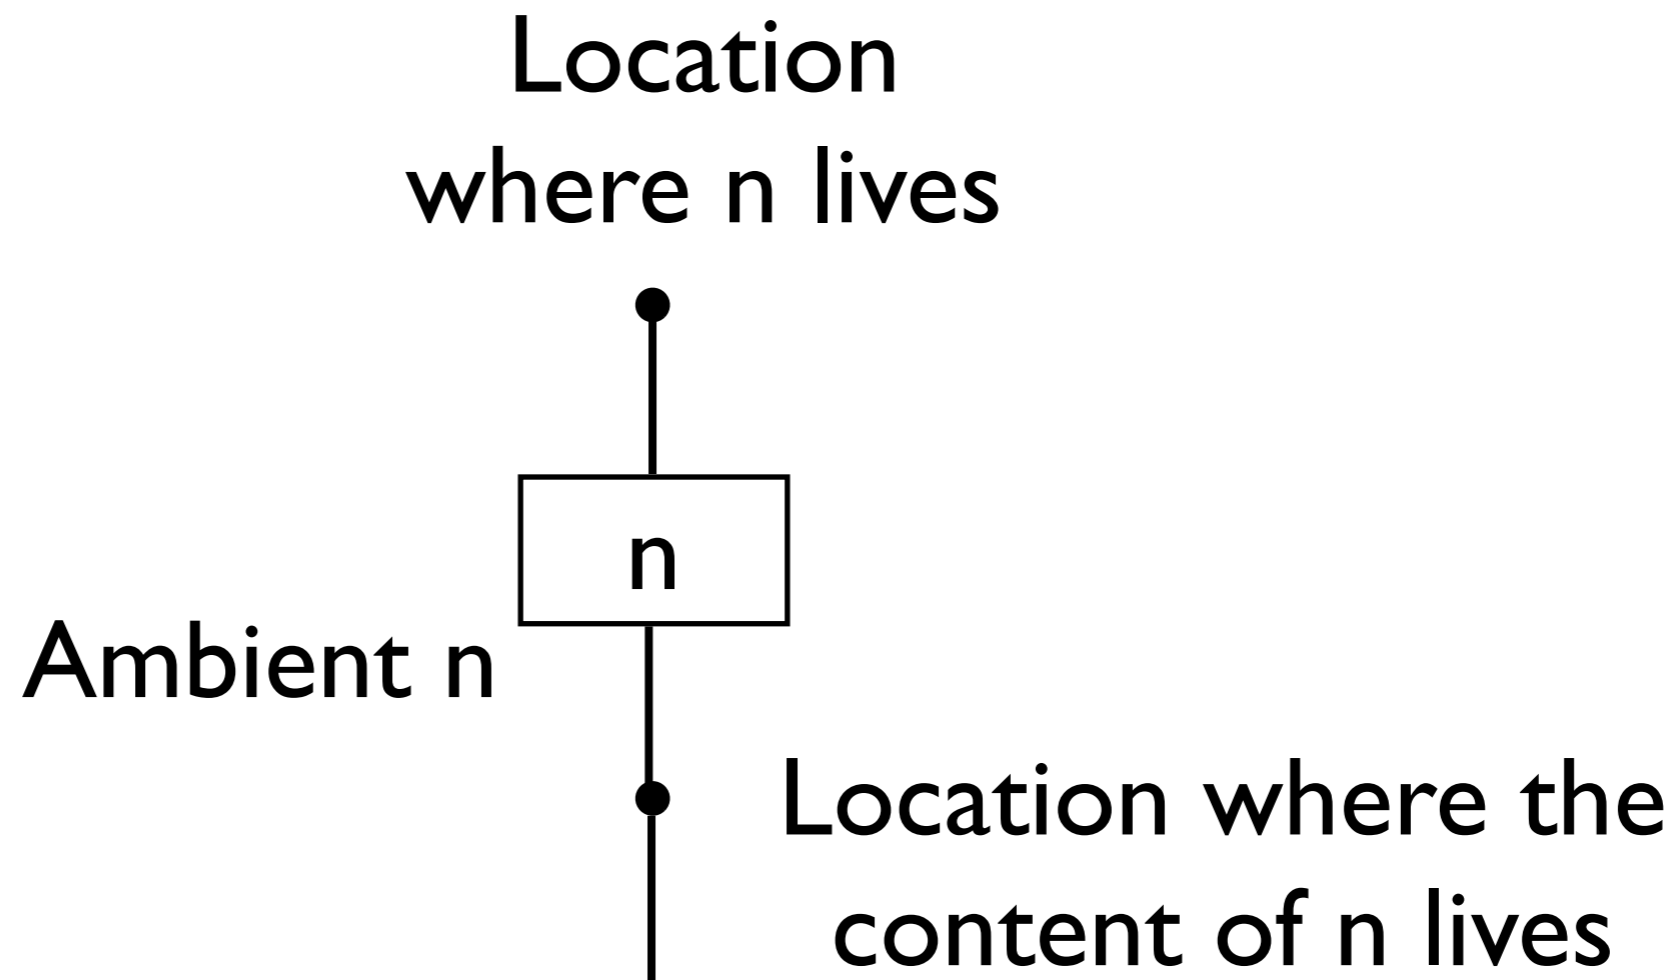 Location
where n lives
n
Ambient n
Location where the
content of n lives